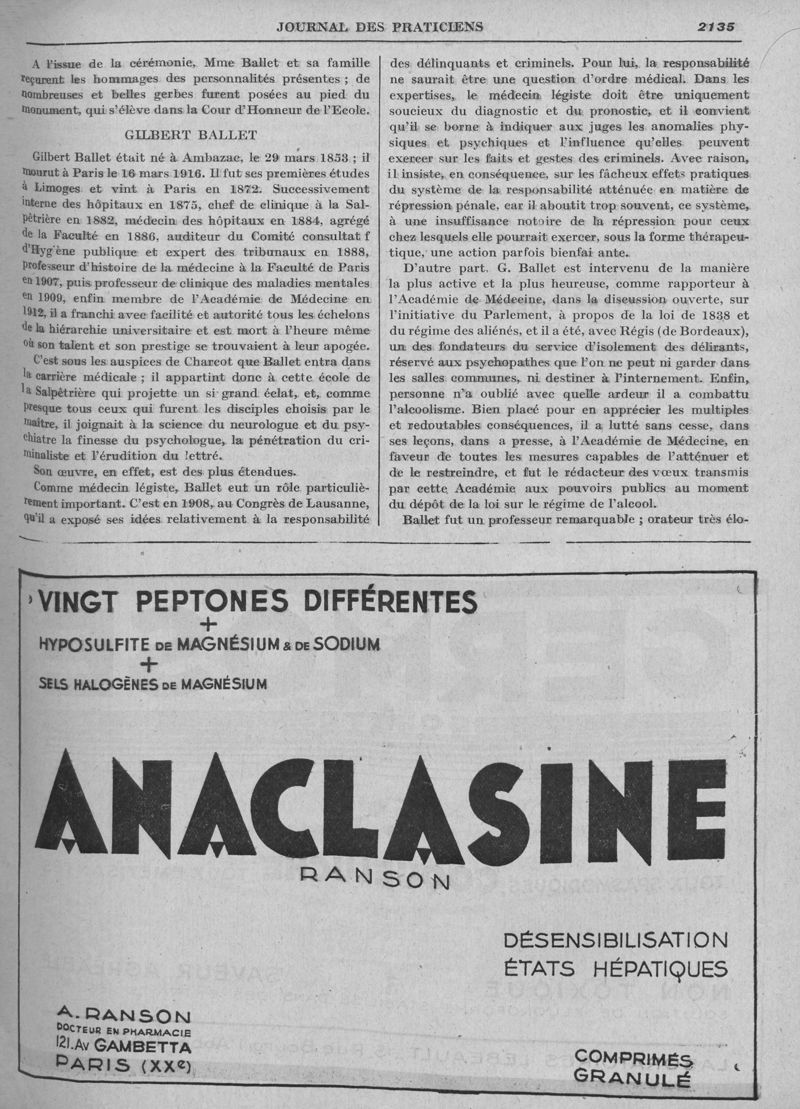 JOURNAL DES PRATICIENS 2135
A l'issue de la cérémonie, Mme Ballet et sa famille
reçurent les hommages des personnalités présentes ; de
nombreuses et belles gerbes furent posées au pied du
monument, qui s'élève dans la Cour d'Honneur de l'Ecole.
GILBERT BALLET
Gilbert Ballet était né à Ambazac, le 29 mars 1853 ; il
mourut à Paris le 16 mars 1916. Il fut ses premières études
à Limoges et vint à Paris en 1872. Successivement
interne des hôpitaux en 1875, chef de clinique à la Sal-
pêtrière en 1882, médecin des hôpitaux en 1884, agrégé
de la Faculté en 1886, auditeur du Comité consultat f
d'Hyg'ène publique et expert des tribunaux en 1888,
professeur d'histoire de la médecine à la Faculté de Paris
en 1907, puis professeur de clinique des maladies mentales
en 1909, enfin membre de l'Académie de Médecine en
1912, il a franchi avec facilité et autorité tous les échelons
de la hiérarchie universitaire et est mort à l'heure même
où son talent et son prestige se trouvaient à leur apogée.
C'est sous les auspices de Charcot que Ballet entra dans
la carrière médicale ; il appartint donc à cette école de
la Salpêtrière qui projette un si grand éclat, et, comme
presque tous ceux qui furent les disciples choisis par le
maître, il joignait à la science du neurologue et du psy-
chiatre la finesse du psychologue, la pénétration du cri-
minaliste et l'érudition du lettré.
Son œuvre, en effet, est des plus étendues.
Comme médecin légiste, Ballet eut un rôle particuliè-
rement important. C'est en 1908, au Congrès de Lausanne,
qu'il a exposé ses idées relativement à la responsabilité
des délinquants et criminels. Pour lui, la responsabilité
ne saurait être une question d'ordre médical. Dans les
expertises, le médecin légiste doit être uniquement
soucieux du diagnostic et du pronostic, et il convient
qu'il se borne à indiquer aux juges les anomalies phy-
siques et psychiques et l'influence qu'elles peuvent
exercer sur les faits et gestes des criminels. Avec raison,
il insiste, en conséquence, sur les fâcheux effets pratiques
du système de la responsabilité atténuée en matière de
répression pénale, car il aboutit trop souvent, ce système,
à une insuffisance notoire de la répression pour ceux
chez lesquels elle pourrait exercer, sous la forme thérapeu-
tique, une action parfois bienfai ante.
D'autre part. G. Ballet est intervenu de la manière
la plus active et la plus heureuse, comme rapporteur à
l'Académie de Médecine, dans la discussion ouverte, sur
l'initiative du Parlement, à propos de la loi de 1838 et
du régime des aliénés, et il a été, avec Régis (de Bordeaux),
un des fondateurs du service d'isolement des délirants,
réservé aux psychopathes que l'on ne peut ni garder dans
les salles communes, ni destiner à l'internement. Enfin,
personne n'a oublié avec quelle ardeur il a combattu
l'alcoolisme. Bien placé pour en apprécier les multiples
et redoutables conséquences, il a lutté sans cesse, dans
ses leçons, dans a presse, à l'Académie de Médecine, en
faveur de toutes les mesures capables de l'atténuer et
de le restreindre, et fut le rédacteur des vœux transmis
par cette Académie aux pouvoirs publics au moment
du dépôt de la loi sur le régime de l'alcool.
Ballet fut un professeur remarquable ; orateur très élo-
VINGT PEPTONES DIFFÉRENTES
+
HYPOSULFITE DE MAGNÉSIUM & DE SODIUM
+
SELS HALOGÈNES DE MAGNÉSIUM
ANACLASINE
RANSON
DÉSENSIBILISATION
ÉTATS HÉPATIQUES
A. RANSON
DOCTEUR EN PHARMACIE
121. AV GAMBETTA
PARIS (XXe)
COMPRIMÉS
GRANULÉ